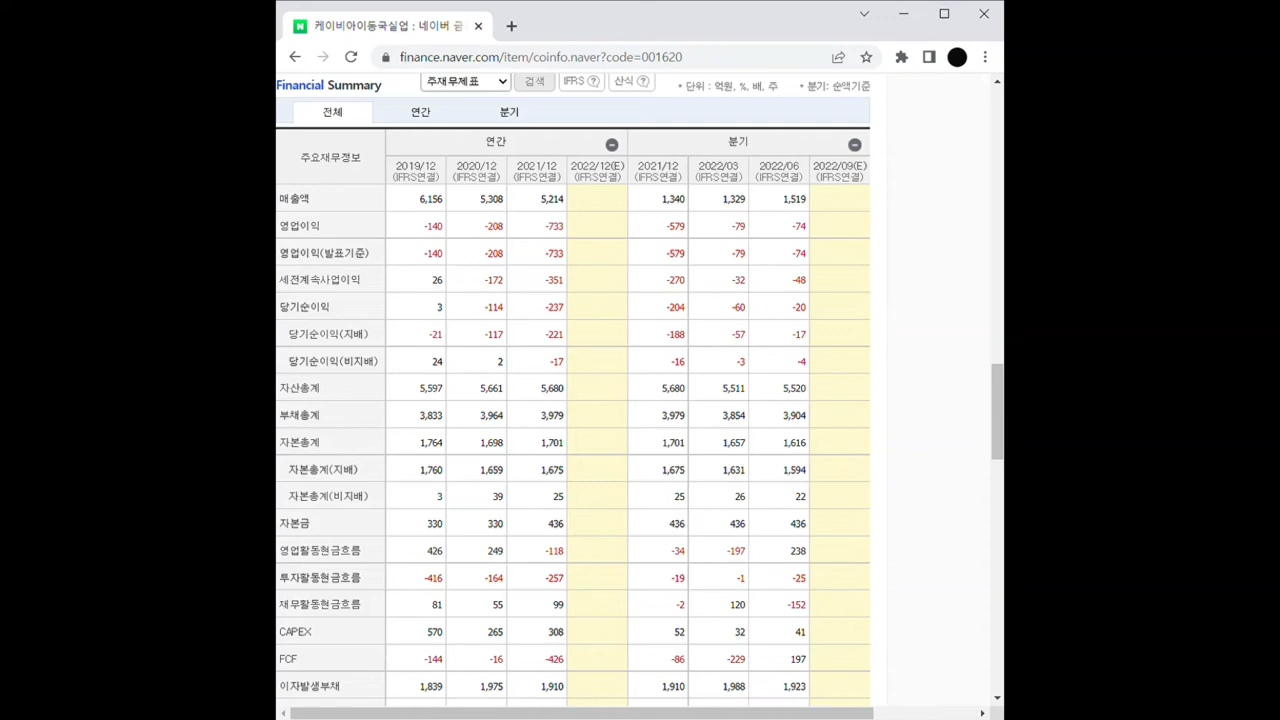 케이비아이동국실업 : 네이버 금
finance.naver.com/item/coinfo.naver?code=001620
Financial Summary 주재무제표 검색 IFRS ? 산식 ? * 단위 : 억원, %, 배, 주 * 분기: 순액기준
전체 연간 분기
주요재무정보 연간 분기
2019/12 2020/12 2021/12 2022/12(E) 2021/12 2022/03 2022/06 2022/09(E)
(IFRS연결) (IFRS연결) (IFRS연결) (IFRS연결) (IFRS연결) (IFRS연결) (IFRS연결) (IFRS연결)
매출액 6,156 5,308 5,214 1,340 1,329 1,519
영업이익 -140 -208 -733 -579 -79 -74
영업이익(발표기준) -140 -208 -733 -579 -79 -74
세전계속사업이익 26 -172 -351 -270 -32 -48
당기순이익 3 -114 -237 -204 -60 -20
당기순이익(지배) -21 -117 -221 -188 -57 -17
당기순이익(비지배) 24 2 -17 -16 -3 -4
자산총계 5,597 5,661 5,680 5,680 5,511 5,520
부채총계 3,833 3,964 3,979 3,979 3,854 3,904
자본총계 1,764 1,698 1,701 1,701 1,657 1,616
자본총계(지배) 1,760 1,659 1,675 1,675 1,631 1,594
자본총계(비지배) 3 39 25 25 26 22
자본금 330 330 436 436 436 436
영업활동현금흐름 426 249 -118 -34 -197 238
투자활동현금흐름 -416 -164 -257 -19 -1 -25
재무활동현금흐름 81 55 99 -2 120 -152
CAPEX 570 265 308 52 32 41
FCF -144 -16 -426 -86 -229 197
이자발생부채 1,839 1,975 1,910 1,910 1,988 1,923